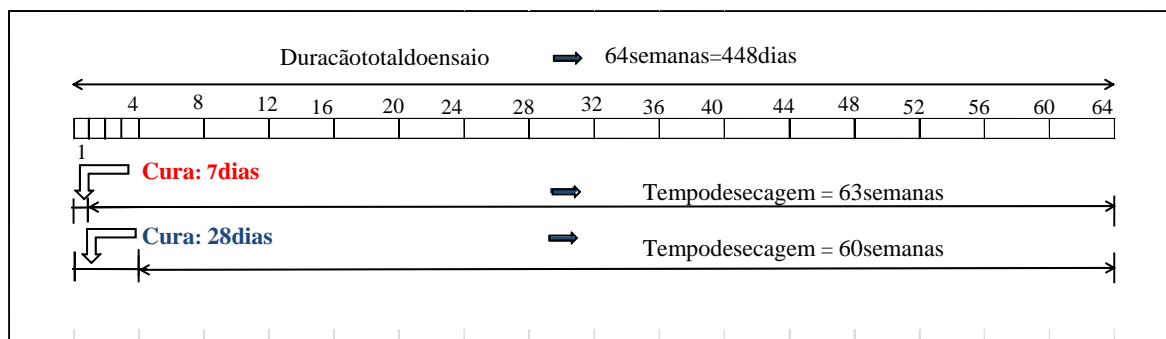 Duracãototaldoensaio 64semanas=448dias
4 8 12 16 20 24 28 32 36 40 44 48 52 56 60 64
1
Cura: 7dias
Tempodesecagem = 63semanas
Cura: 28dias
Tempodesecagem = 60semanas